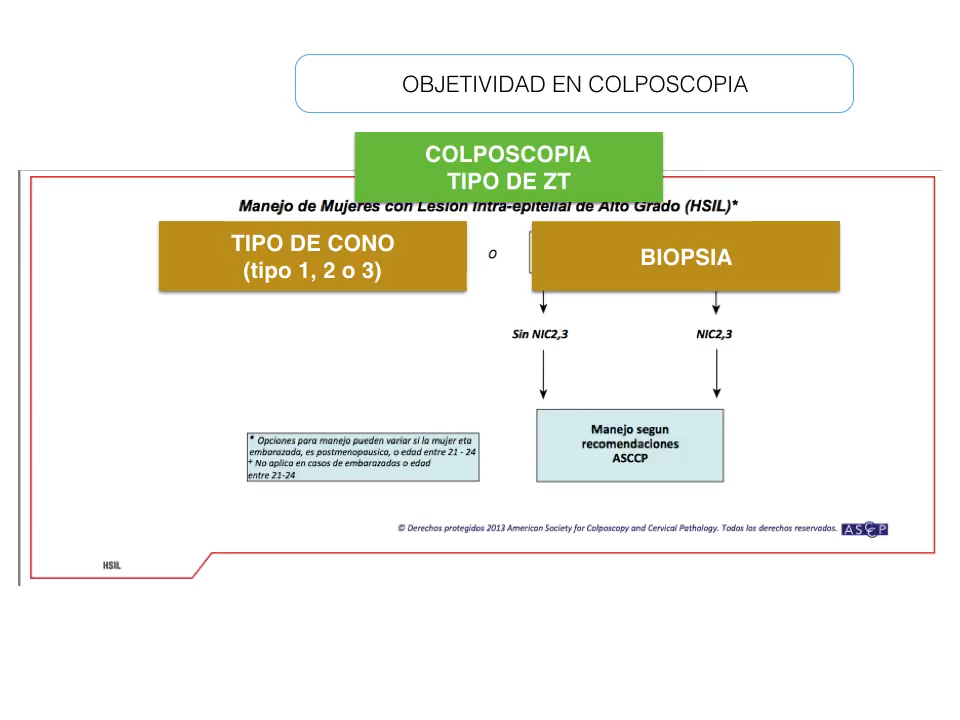 OBJETIVIDAD EN COLPOSCOPIA
COLPOSCOPIA
TIPO DE ZT
Manejo de Mujeres con Lesión Intra-epitelial de Alto Grado (HSIL)*
TIPO DE CONO
(tipo 1, 2 o 3)
o
BIOPSIA
Sin NIC2,3
NIC2,3
Manejo segun
recomendaciones
ASCCP
* Opciones para manejo pueden variar si la mujer eta
embarazada, es postmenopausica, o edad entre 21 - 24
+ No aplica en casos de embarazadas o edad
entre 21-24
© Derechos protegidos 2013 American Society for Colposcopy and Cervical Pathology. Todos los derechos reservados.
ASCCP
HSIL